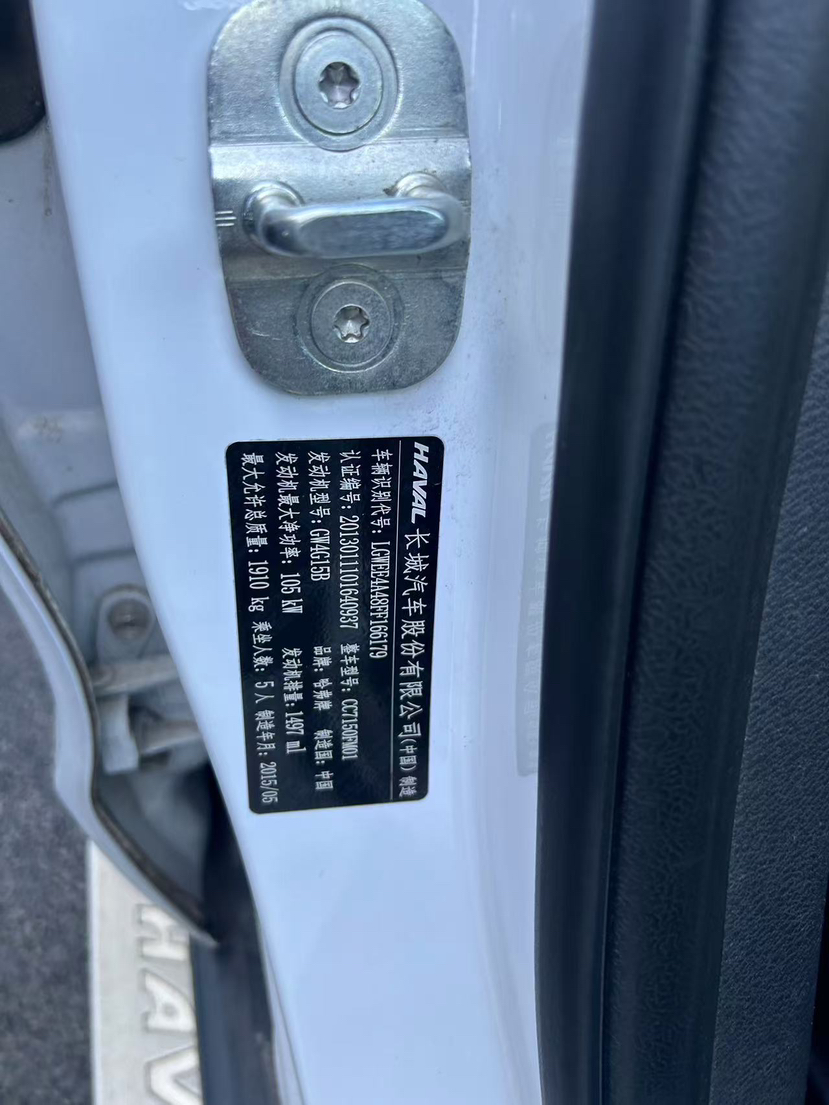 HAVAL 长城汽车股份有限公司(中国)制造
车辆识别代号: LGWEE4A48FF166179
认证编号: 2013011101640937 整车型号: CC7150FM01
发动机型号: GW4G15B 品牌: 哈弗牌 制造国: 中国
发动机最大净功率: 105 kW 发动机排量: 1497 ml
最大允许总质量: 1910 kg 乘坐人数: 5人 制造年月: 2015/05
HAV